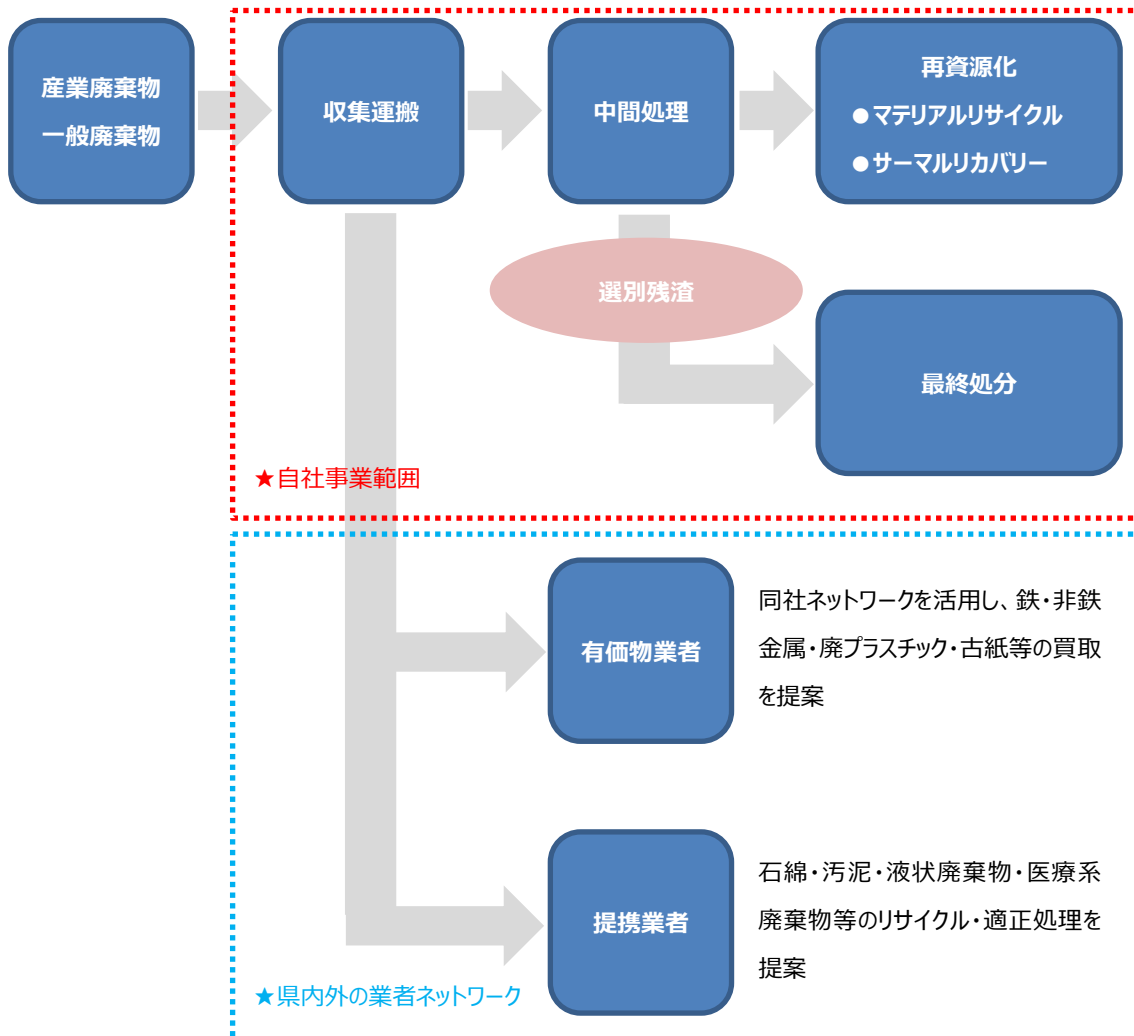 産業廃棄物
一般廃棄物
収集運搬
中間処理
再資源化
●マテリアルリサイクル
●サーマルリカバリー
選別残渣
最終処分
★自社事業範囲
有価物業者
同社ネットワークを活用し、鉄・非鉄
金属・廃プラスチック・古紙等の買取
を提案
提携業者
石綿・汚泥・液状廃棄物・医療系
廃棄物等のリサイクル・適正処理を
提案
★県内外の業者ネットワーク